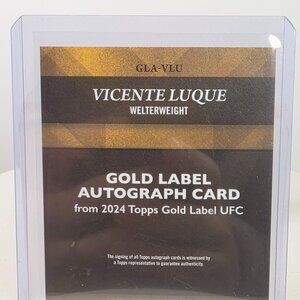 GLA-VLU
VICENTE LUQUE
WELTERWEIGHT
GOLD LABEL
AUTOGRAPH CARD
from 2024 Topps Gold Label UFC
The signing of all Topps autograph cards is witnessed by
a Topps representative to guarantee authenticity.